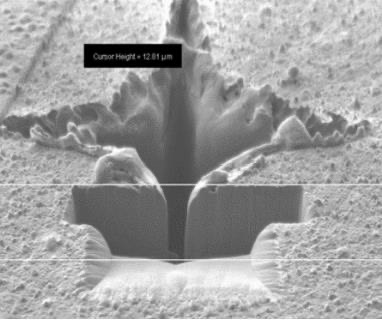 Cursor Height = 12.81 µm